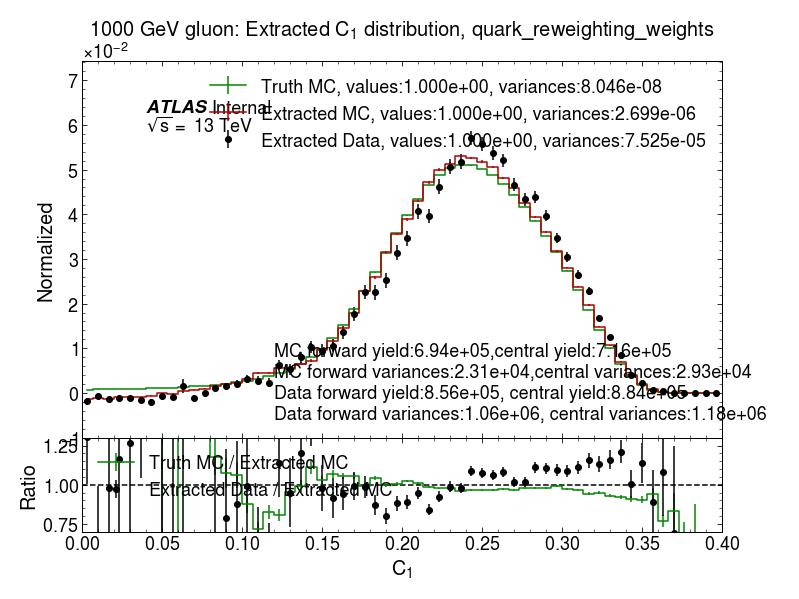 1000 GeV gluon: Extracted C₁ distribution, quark_reweighting_weights
×10⁻²
Truth MC, values:1.000e+00, variances:8.046e-08
ATLAS Internal
Extracted MC, values:1.000e+00, variances:2.699e-06
√s = 13 TeV
Extracted Data, values:1.000e+00, variances:7.525e-05
7
6
5
4
3
2
1
0
-1
Normalized
MC forward yield:6.94e+05,central yield:7.16e+05
MC forward variances:2.31e+04,central variances:2.93e+04
Data forward yield:8.56e+05, central yield:8.84e+05
Data forward variances:1.06e+06, central variances:1.18e+06
1.25
1.00
0.75
Ratio
Truth MC / Extracted MC
Extracted Data / Extracted MC
0.00 0.05 0.10 0.15 0.20 0.25 0.30 0.35 0.40
C₁